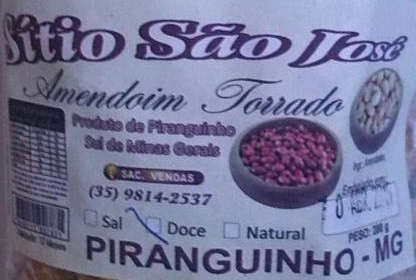 Sítio São José
Amendoim Torrado
Produto de Piranguinho
Sul de Minas Gerais
SAC. VENDAS
(35) 9814-2537
Sal Doce Natural
PESO: 200 g
PIRANGUINHO - MG